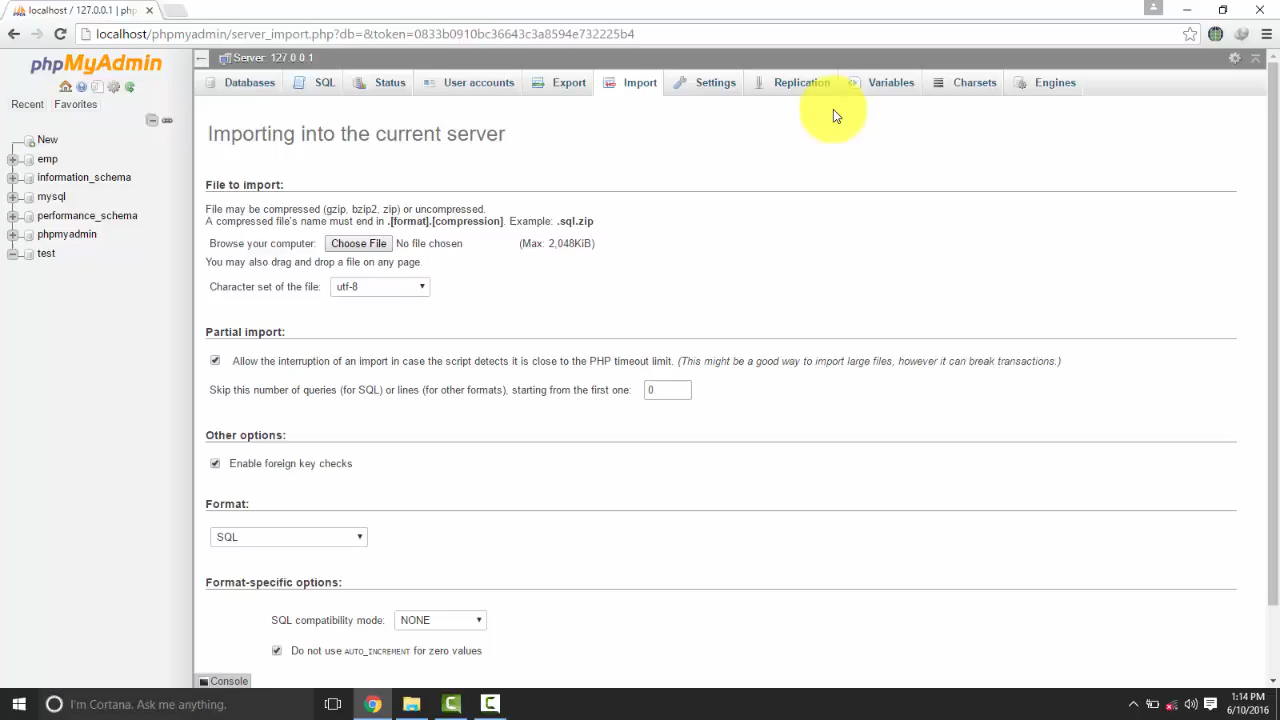 localhost / 127.0.0.1 | php
localhost/phpmyadmin/server_import.php?db=&token=0833b0910bc36643c3a8594e732225b4
phpMyAdmin
Recent Favorites
New
emp
information_schema
mysql
performance_schema
phpmyadmin
test
Server: 127.0.0.1
Databases SQL Status User accounts Export Import Settings Replication Variables Charsets Engines
Importing into the current server
File to import:
File may be compressed (gzip, bzip2, zip) or uncompressed.
A compressed file's name must end in .[format].[compression]. Example: .sql.zip
Browse your computer: Choose File No file chosen (Max: 2,048KiB)
You may also drag and drop a file on any page.
Character set of the file: utf-8
Partial import:
Allow the interruption of an import in case the script detects it is close to the PHP timeout limit. (This might be a good way to import large files, however it can break transactions.)
Skip this number of queries (for SQL) or lines (for other formats), starting from the first one: 0
Other options:
Enable foreign key checks
Format:
SQL
Format-specific options:
SQL compatibility mode: NONE
Do not use AUTO_INCREMENT for zero values
Console
I'm Cortana. Ask me anything.
1:14 PM
6/10/2016